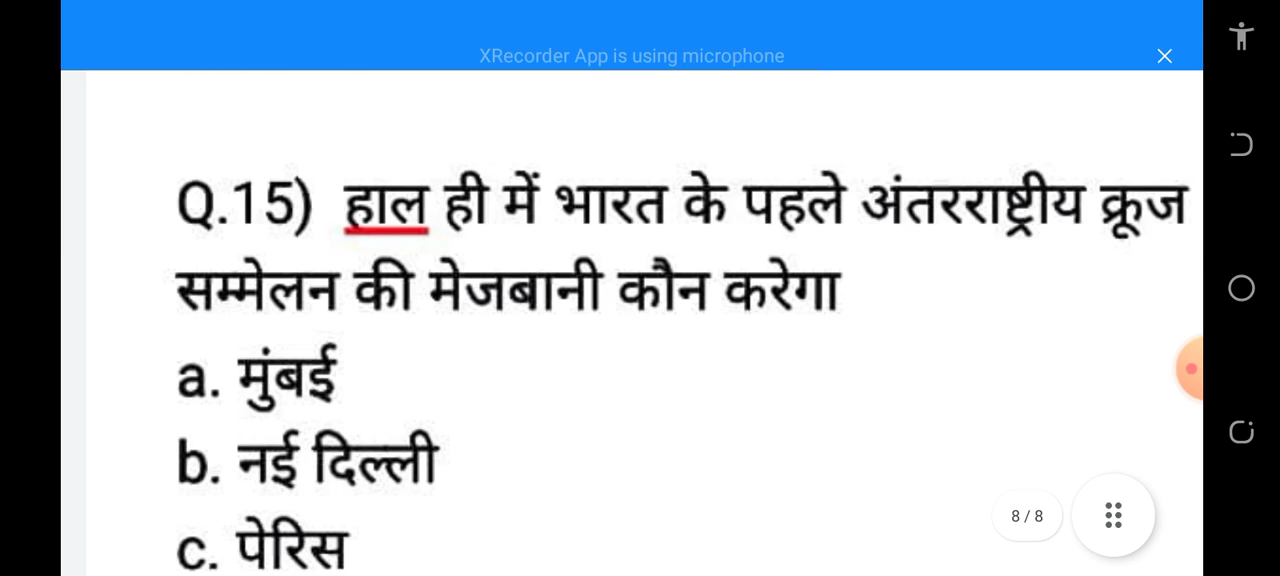 XRecorder App is using microphone
Q.15) हाल ही में भारत के पहले अंतरराष्ट्रीय क्रूज
सम्मेलन की मेजबानी कौन करेगा
a. मुंबई
b. नई दिल्ली
c. पेरिस
8 / 8